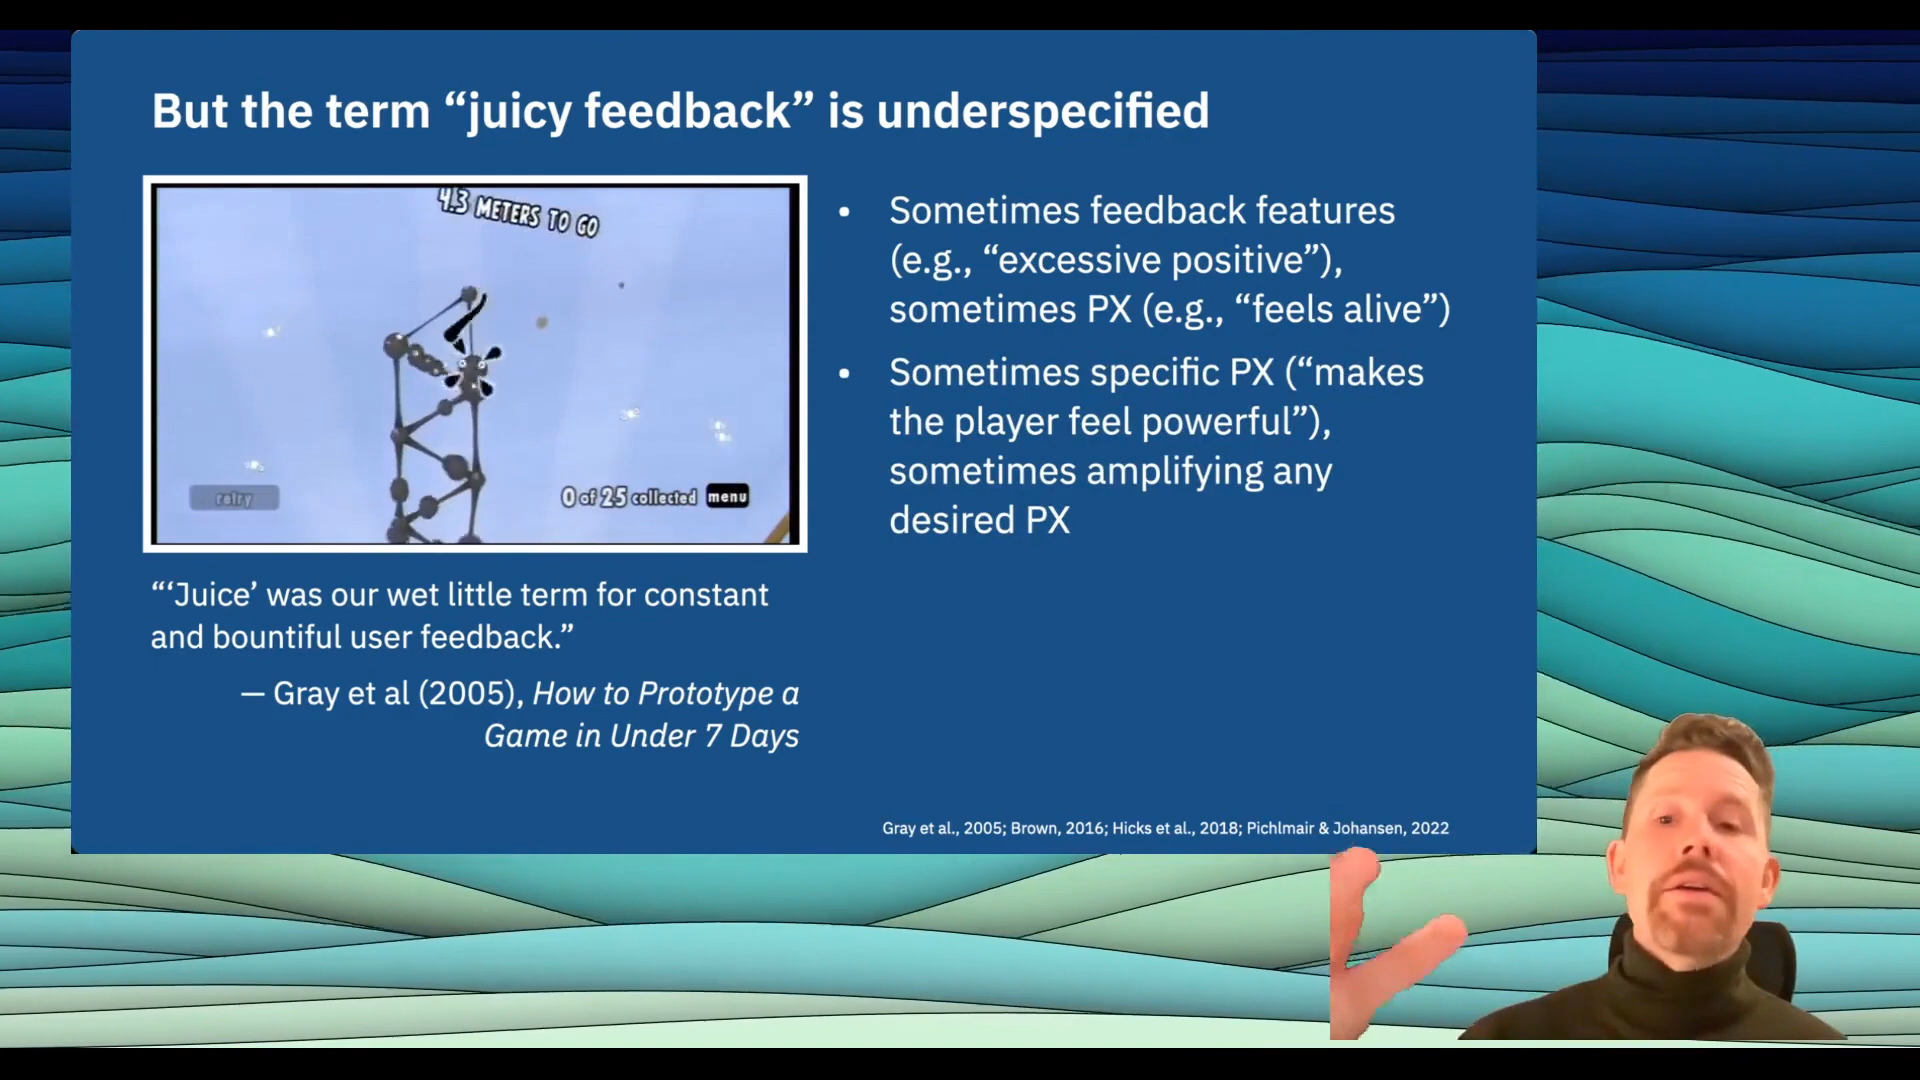 But the term “juicy feedback” is underspecified
4.3 METERS TO GO
retry
0 of 25 collected
menu
“‘Juice’ was our wet little term for constant
and bountiful user feedback.”
— Gray et al (2005), How to Prototype a
Game in Under 7 Days
• Sometimes feedback features
(e.g., “excessive positive”),
sometimes PX (e.g., “feels alive”)
• Sometimes specific PX (“makes
the player feel powerful”),
sometimes amplifying any
desired PX
Gray et al., 2005; Brown, 2016; Hicks et al., 2018; Pichlmair & Johansen, 2022